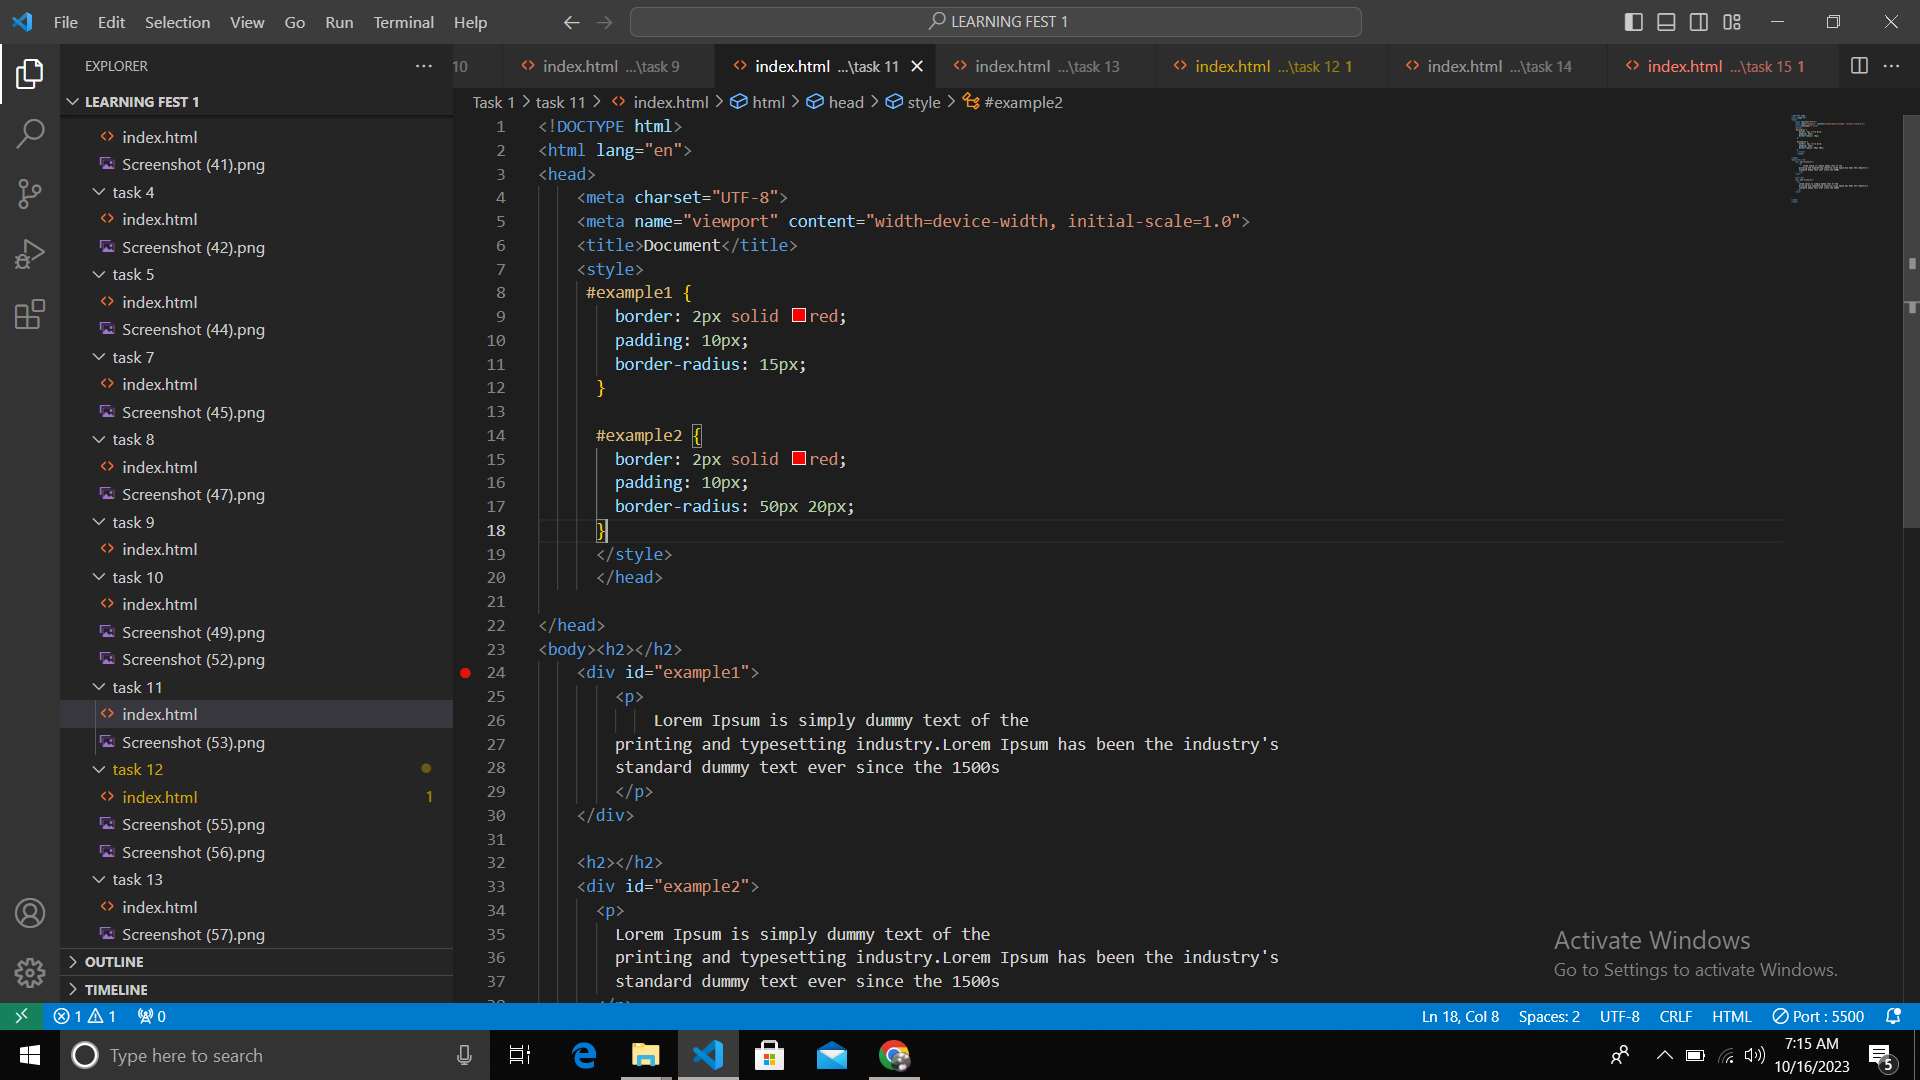 File Edit Selection View Go Run Terminal Help
LEARNING FEST 1
EXPLORER
LEARNING FEST 1
index.html
Screenshot (41).png
task 4
index.html
Screenshot (42).png
task 5
index.html
Screenshot (44).png
task 7
index.html
Screenshot (45).png
task 8
index.html
Screenshot (47).png
task 9
index.html
task 10
index.html
Screenshot (49).png
Screenshot (52).png
task 11
index.html
Screenshot (53).png
task 12
index.html 1
Screenshot (55).png
Screenshot (56).png
task 13
index.html
Screenshot (57).png
OUTLINE
TIMELINE
10 index.html ...\task 9 index.html ...\task 11 index.html ...\task 13 index.html ...\task 12 1 index.html ...\task 14 index.html ...\task 15 1
Task 1 > task 11 > index.html > html > head > style > #example2
1 <!DOCTYPE html>
2 <html lang="en">
3 <head>
4 <meta charset="UTF-8">
5 <meta name="viewport" content="width=device-width, initial-scale=1.0">
6 <title>Document</title>
7 <style>
8 #example1 {
9 border: 2px solid red;
10 padding: 10px;
11 border-radius: 15px;
12 }
13
14 #example2 {
15 border: 2px solid red;
16 padding: 10px;
17 border-radius: 50px 20px;
18 }
19 </style>
20 </head>
21
22 </head>
23 <body><h2></h2>
24 <div id="example1">
25 <p>
26 Lorem Ipsum is simply dummy text of the
27 printing and typesetting industry.Lorem Ipsum has been the industry's
28 standard dummy text ever since the 1500s
29 </p>
30 </div>
31
32 <h2></h2>
33 <div id="example2">
34 <p>
35 Lorem Ipsum is simply dummy text of the
36 printing and typesetting industry.Lorem Ipsum has been the industry's
37 standard dummy text ever since the 1500s
Activate Windows
Go to Settings to activate Windows.
1 1 0 Ln 18, Col 8 Spaces: 2 UTF-8 CRLF HTML Port : 5500
Type here to search
7:15 AM
10/16/2023
5